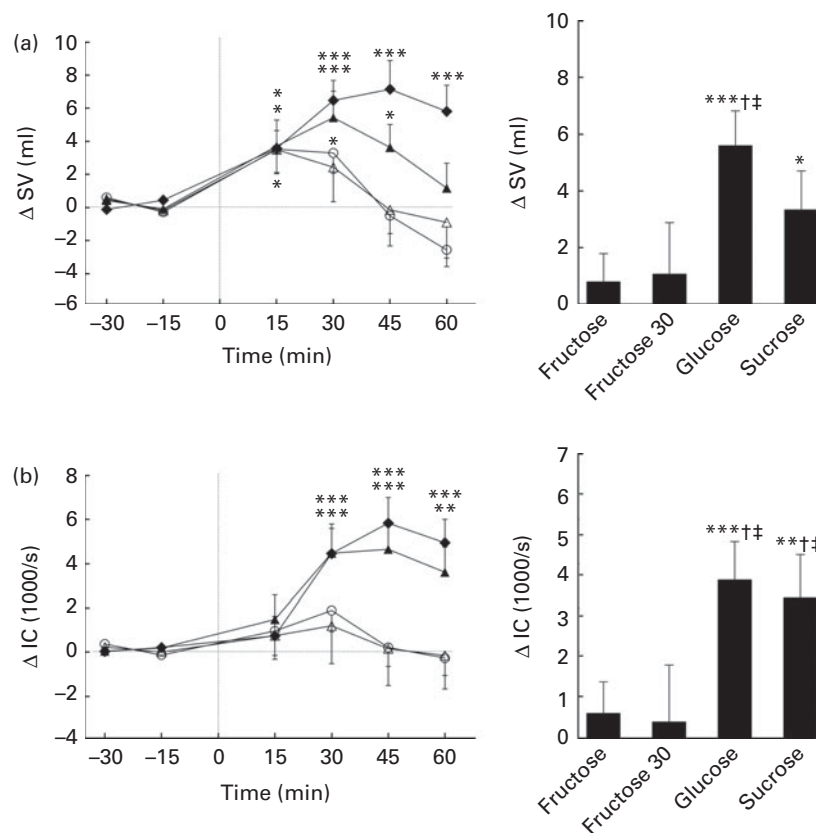 (a)
Δ SV (ml)
10
8
6
4
2
0
–2
–4
–6
*
*
*
***
***
*
***
*
***
–30 –15 0 15 30 45 60
Time (min)
Δ SV (ml)
10
8
6
4
2
0
***†‡
*
Fructose
Fructose 30
Glucose
Sucrose
(b)
Δ IC (1000/s)
8
6
4
2
0
–2
–4
***
***
***
***
***
**
–30 –15 0 15 30 45 60
Time (min)
Δ IC (1000/s)
7
6
5
4
3
2
1
0
***†‡
**†‡
Fructose
Fructose 30
Glucose
Sucrose